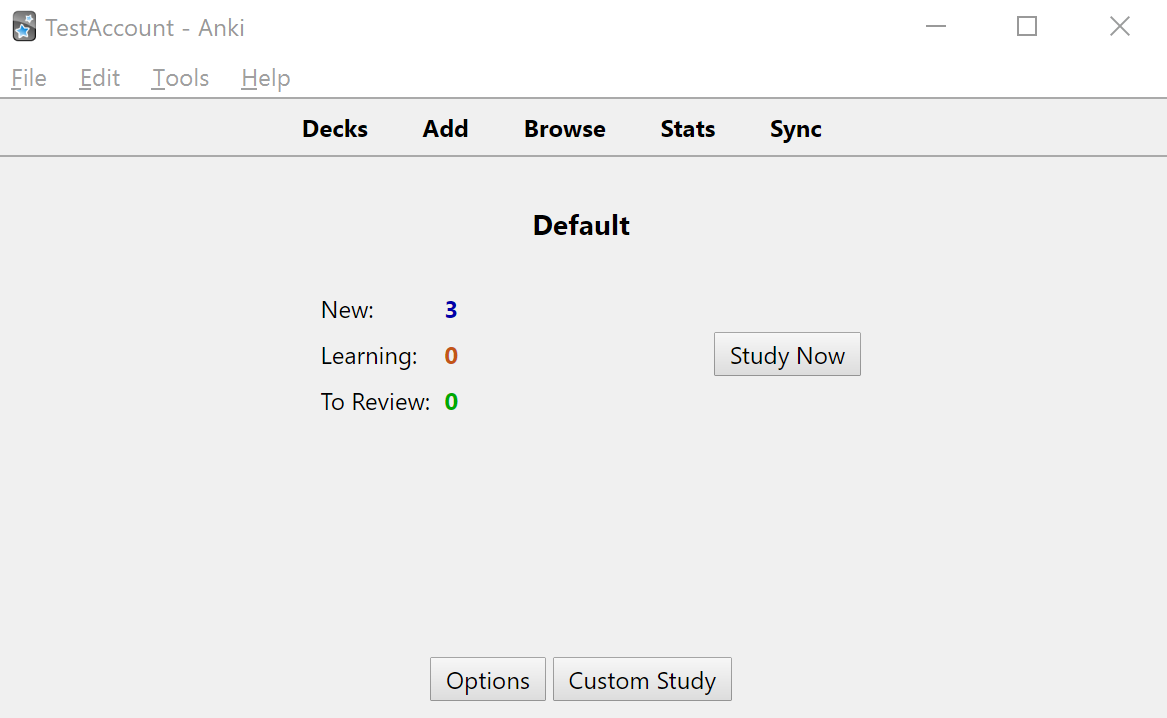 TestAccount - Anki
File Edit Tools Help
Decks Add Browse Stats Sync
Default
New: 3
Learning: 0
Study Now
To Review: 0
Options Custom Study